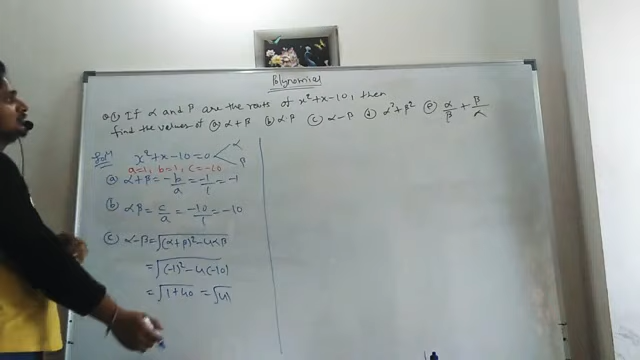 Polynomial
Q① If α and β are the roots of x²+x-10, then
find the values of ⓐ α+β ⓑ αβ ⓒ α-β ⓓ α²+β² ⓔ α/β + β/α
Solⁿ x²+x-10=0 α
β
a=1, b=1, c=-10
ⓐ α+β = -b/a = -1/1 = -1
ⓑ αβ = c/a = -10/1 = -10
ⓒ α-β = √((α+β)²-4αβ)
= √((-1)²-4(-10))
= √(1+40) = √41